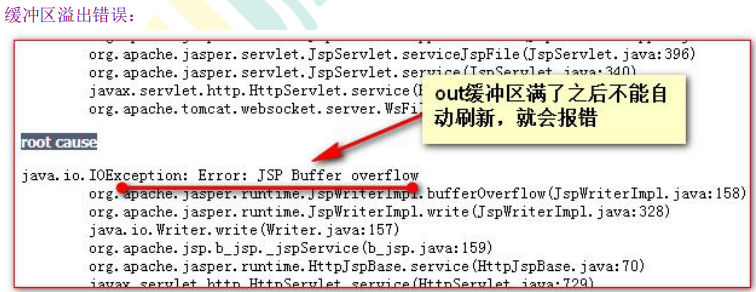 缓冲区溢出错误：
org.apache.jasper.servlet.JspServlet.serviceJspFile(JspServlet.java:396)
org.apache.jasper.servlet.JspServlet.service(JspServlet.java:340)
javax.servlet.http.HttpServlet.service(
org.apache.tomcat.websocket.server.WsFi
out缓冲区满了之后不能自
动刷新，就会报错
root cause
java.io.IOException: Error: JSP Buffer overflow
org.apache.jasper.runtime.JspWriterImpl.bufferOverflow(JspWriterImpl.java:158)
org.apache.jasper.runtime.JspWriterImpl.write(JspWriterImpl.java:328)
java.io.Writer.write(Writer.java:157)
org.apache.jsp.b_jsp._jspService(b_jsp.java:159)
org.apache.jasper.runtime.HttpJspBase.service(HttpJspBase.java:70)
javax.servlet.http.HttpServlet.service(HttpServlet.java:729)